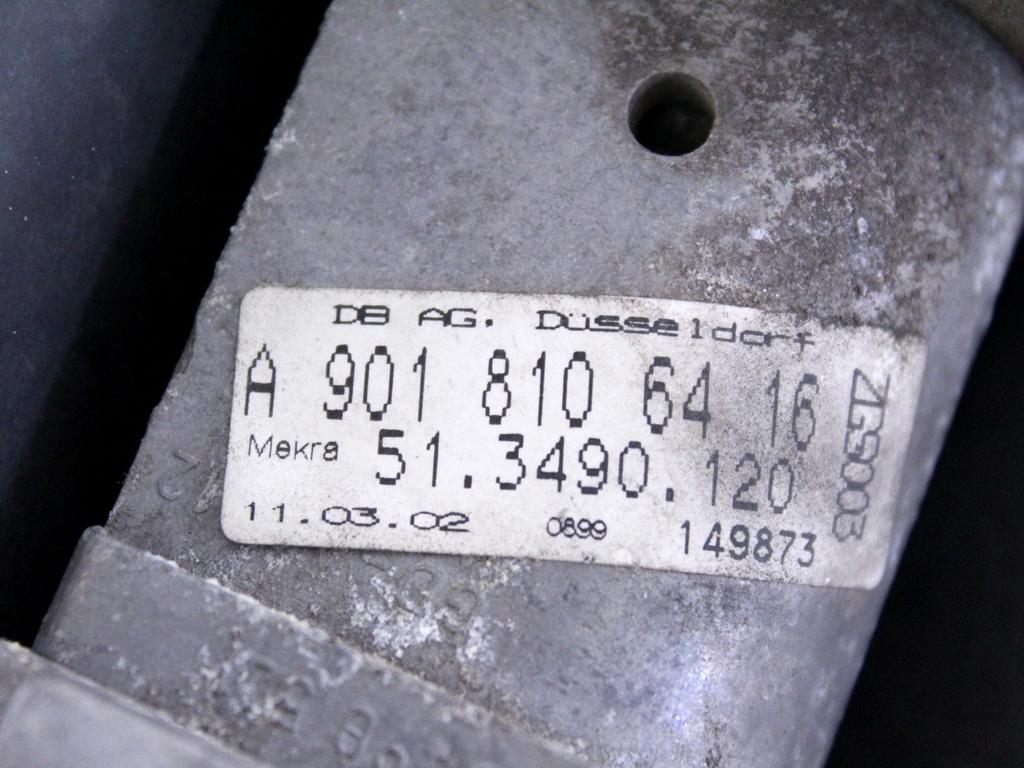 DB AG, Düsseldorf
A 901 810 64 16
Mekra 51.3490.120
11.03.02 0899 149873
ZGS003